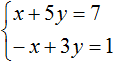 x + 5y = 7
−x + 3y = 1